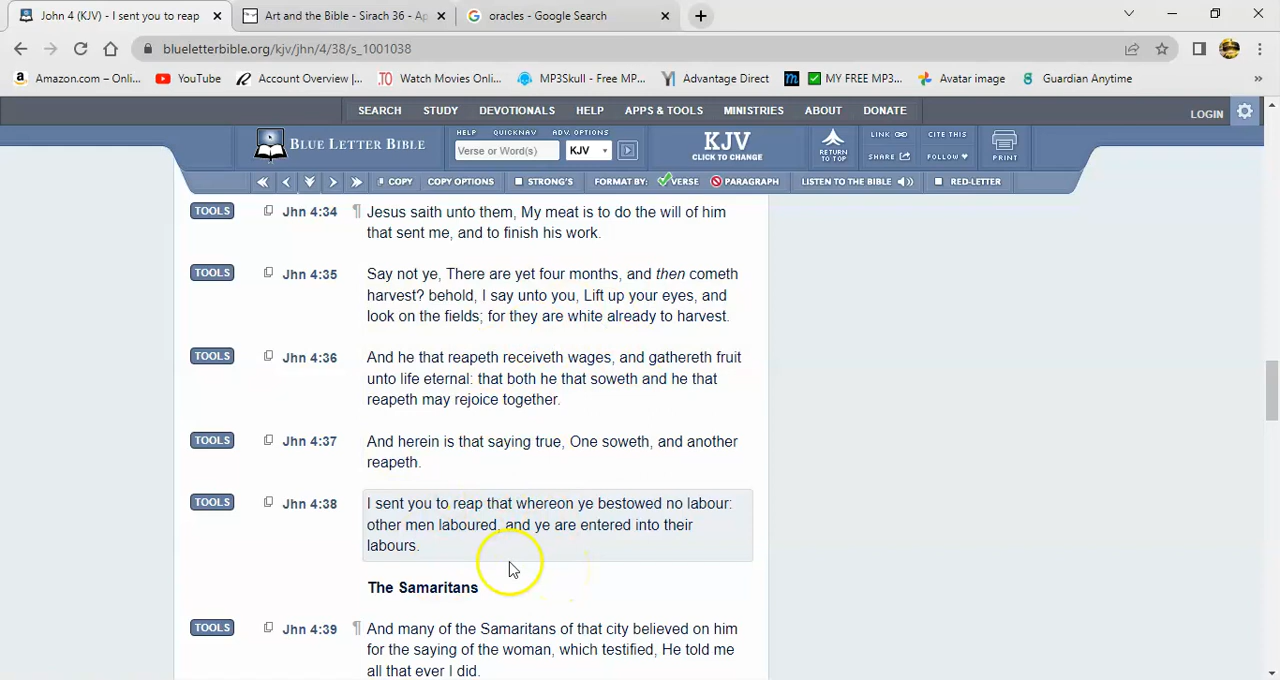 John 4 (KJV) - I sent you to reap
Art and the Bible - Sirach 36 - Ap
oracles - Google Search
blueletterbible.org/kjv/jhn/4/38/s_1001038
Amazon.com – Onli...
YouTube
Account Overview |...
Watch Movies Onli...
MP3Skull - Free MP...
Advantage Direct
MY FREE MP3...
Avatar image
Guardian Anytime
»
SEARCH STUDY DEVOTIONALS HELP APPS & TOOLS MINISTRIES ABOUT DONATE
LOGIN
BLUE LETTER BIBLE
HELP QUICKNAV ADV. OPTIONS
Verse or Word(s)
KJV
KJV
CLICK TO CHANGE
RETURN
TO TOP
LINK
CITE THIS
SHARE
FOLLOW
PRINT
COPY COPY OPTIONS STRONG'S FORMAT BY: VERSE PARAGRAPH LISTEN TO THE BIBLE RED-LETTER
TOOLS Jhn 4:34 ¶ Jesus saith unto them, My meat is to do the will of him
that sent me, and to finish his work.
TOOLS Jhn 4:35 Say not ye, There are yet four months, and then cometh
harvest? behold, I say unto you, Lift up your eyes, and
look on the fields; for they are white already to harvest.
TOOLS Jhn 4:36 And he that reapeth receiveth wages, and gathereth fruit
unto life eternal: that both he that soweth and he that
reapeth may rejoice together.
TOOLS Jhn 4:37 And herein is that saying true, One soweth, and another
reapeth.
TOOLS Jhn 4:38 I sent you to reap that whereon ye bestowed no labour:
other men laboured, and ye are entered into their
labours.
The Samaritans
TOOLS Jhn 4:39 ¶ And many of the Samaritans of that city believed on him
for the saying of the woman, which testified, He told me
all that ever I did.